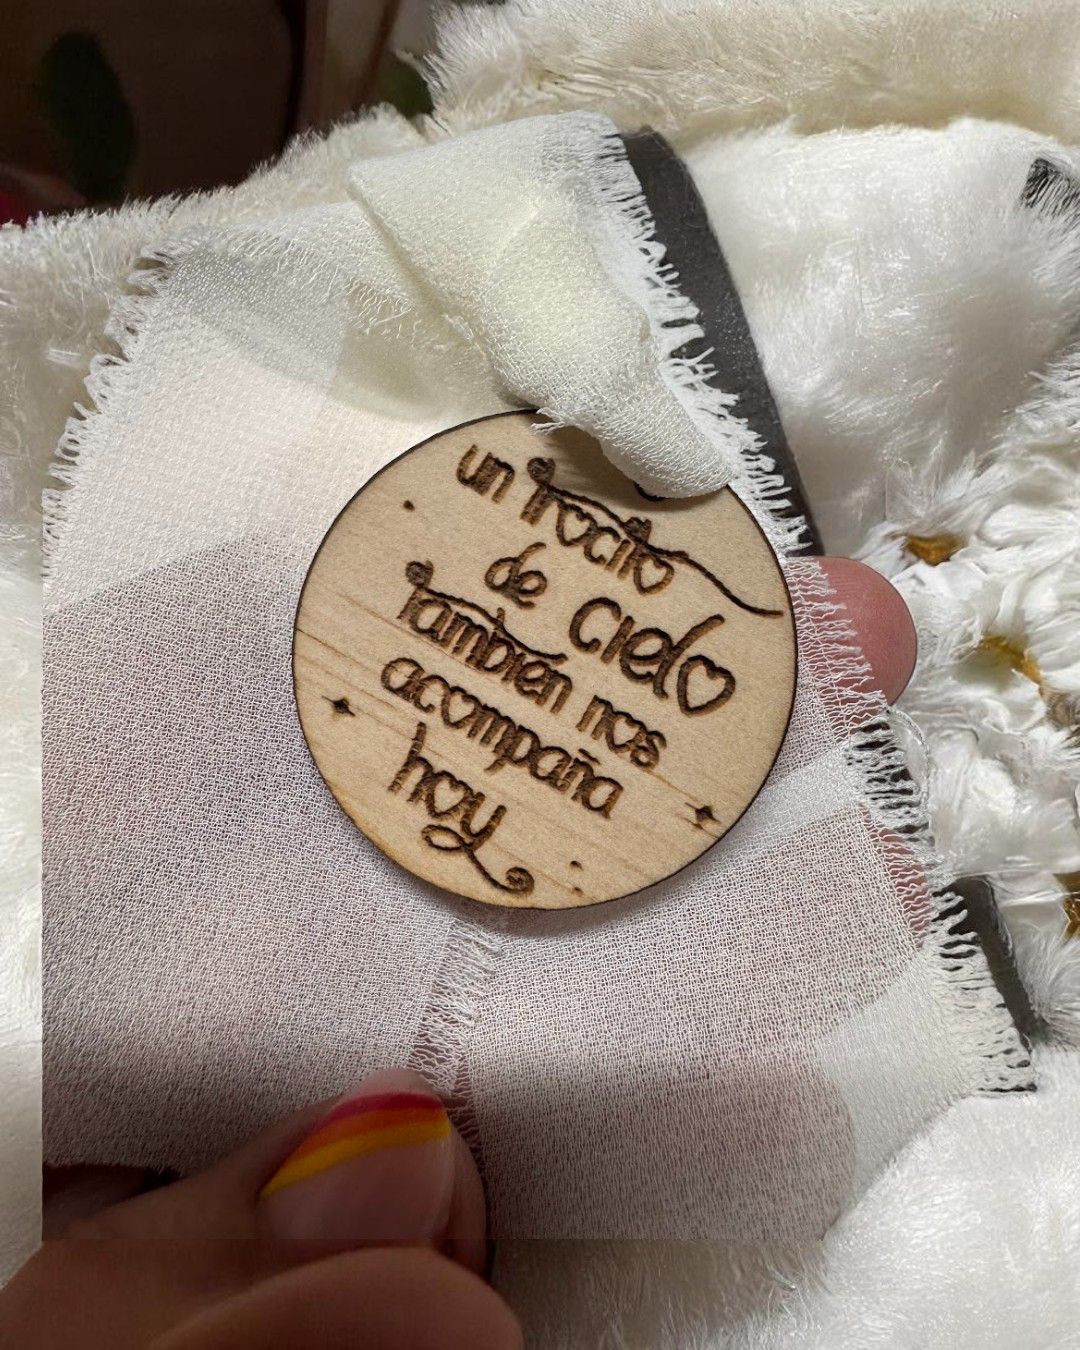 un trocito
de cielo
también nos
acompaña
hoy